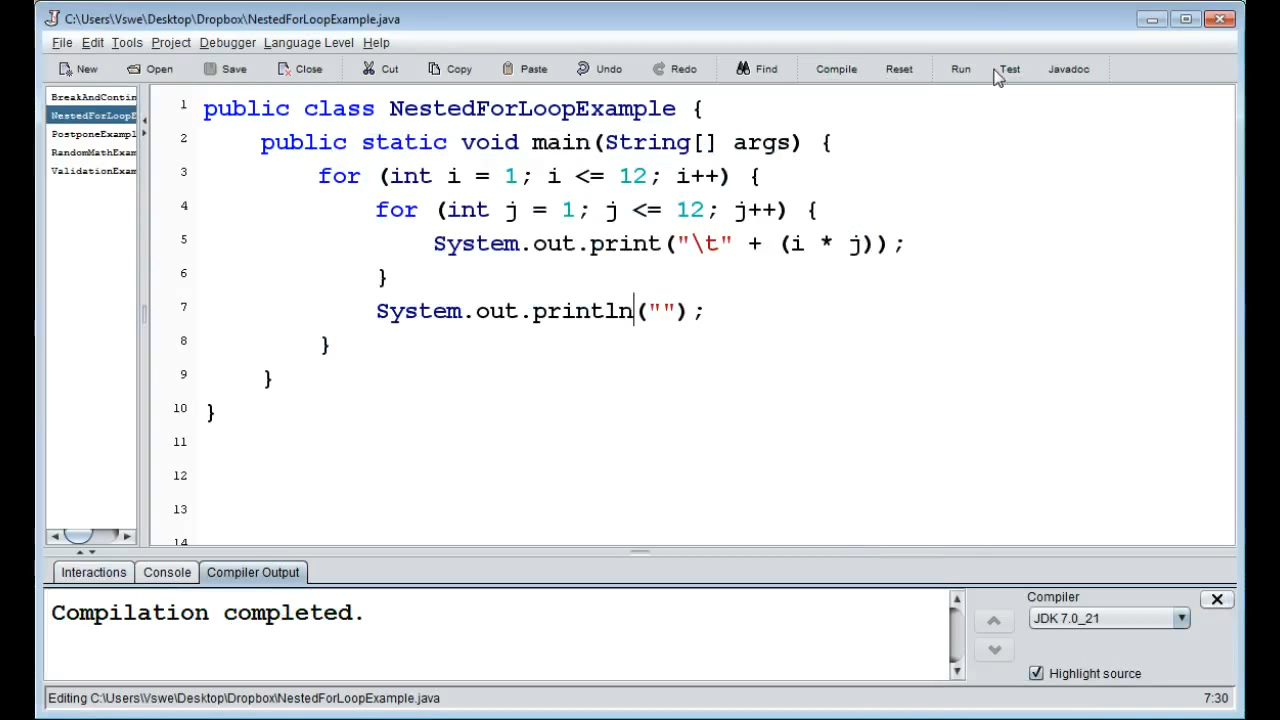 C:\Users\Vswe\Desktop\Dropbox\NestedForLoopExample.java
File Edit Tools Project Debugger Language Level Help
New Open Save Close Cut Copy Paste Undo Redo Find Compile Reset Run Test Javadoc
BreakAndContin
NestedForLoopE
PostponeExampl
RandomMathExam
ValidationExam
1 public class NestedForLoopExample {
2 public static void main(String[] args) {
3 for (int i = 1; i <= 12; i++) {
4 for (int j = 1; j <= 12; j++) {
5 System.out.print("\t" + (i * j));
6 }
7 System.out.println("");
8 }
9 }
10 }
11
12
13
14
Interactions Console Compiler Output
Compilation completed.
Compiler
JDK 7.0_21
Highlight source
Editing C:\Users\Vswe\Desktop\Dropbox\NestedForLoopExample.java 7:30